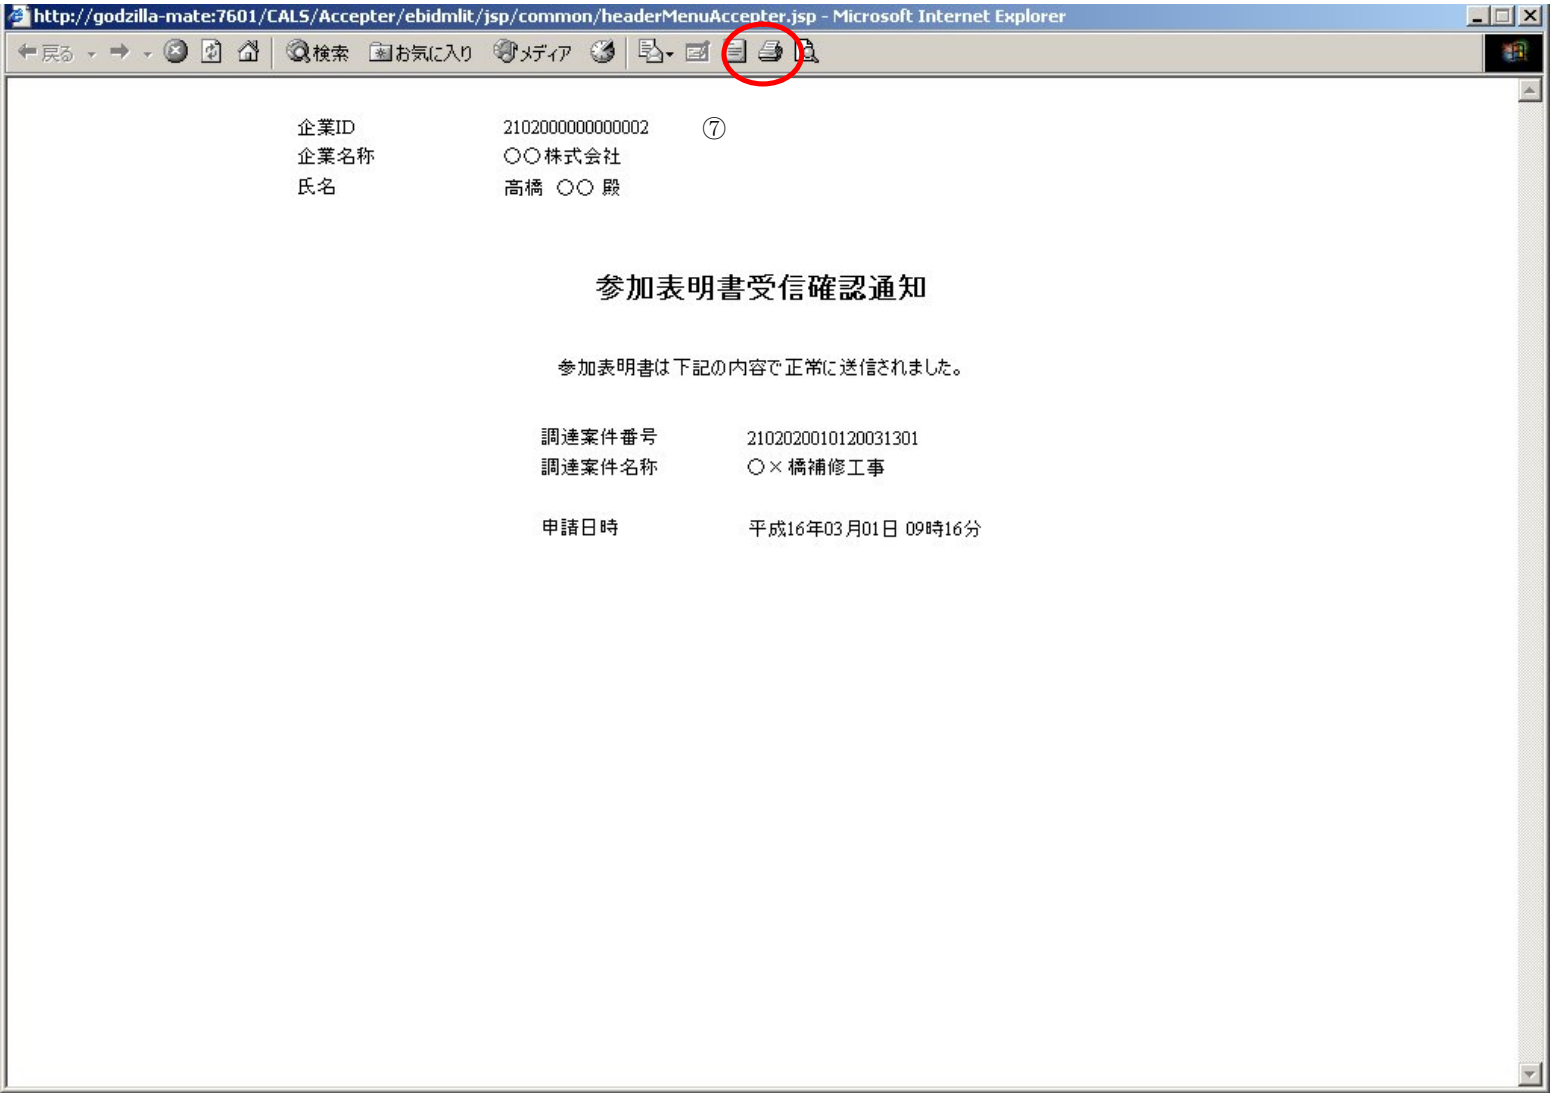 http://godzilla-mate:7601/CALS/Accepter/ebidmlit/jsp/common/headerMenuAccepter.jsp - Microsoft Internet Explorer
戻る 検索 お気に入り メディア
企業ID 2102000000000002 ⑦
企業名称 〇〇株式会社
氏名 高橋 〇〇 殿
参加表明書受信確認通知
参加表明書は下記の内容で正常に送信されました。
調達案件番号 2102020010120031301
調達案件名称 〇×橋補修工事
申請日時 平成16年03月01日 09時16分